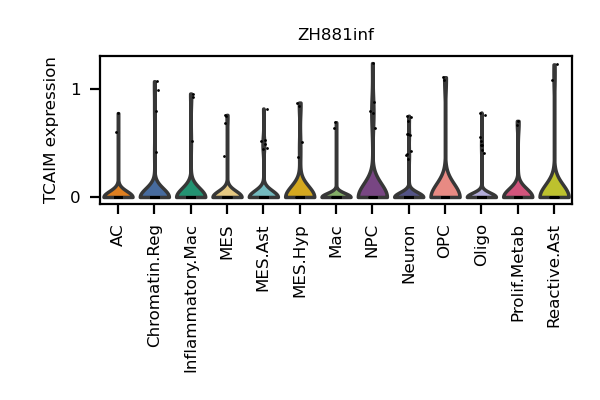 ZH881inf
TCAIM expression
1
0
AC
Chromatin.Reg
Inflammatory.Mac
MES
MES.Ast
MES.Hyp
Mac
NPC
Neuron
OPC
Oligo
Prolif.Metab
Reactive.Ast